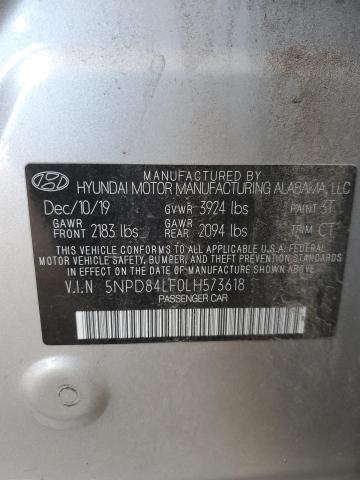 MANUFACTURED BY
HYUNDAI MOTOR MANUFACTURING ALABAMA, LLC
Dec/10/19 GVWR 3924 lbs PAINT 3T
GAWR FRONT 2183 lbs GAWR REAR 2094 lbs TRIM CT
THIS VEHICLE CONFORMS TO ALL APPLICABLE U.S.A. FEDERAL
MOTOR VEHICLE SAFETY, BUMPER, AND THEFT PREVENTION
STANDARDS IN EFFECT ON THE DATE OF MANUFACTURE SHOWN ABOVE.
V.I.N 5NPD84LF0LH573618
PASSENGER CAR